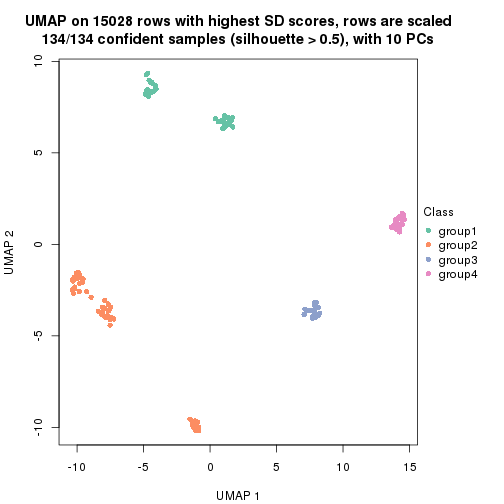 UMAP on 15028 rows with highest SD scores, rows are scaled
134/134 confident samples (silhouette > 0.5), with 10 PCs
10
5
0
-5
-10
UMAP 2
Class
group1
group2
group3
group4
-10 -5 0 5 10 15
UMAP 1